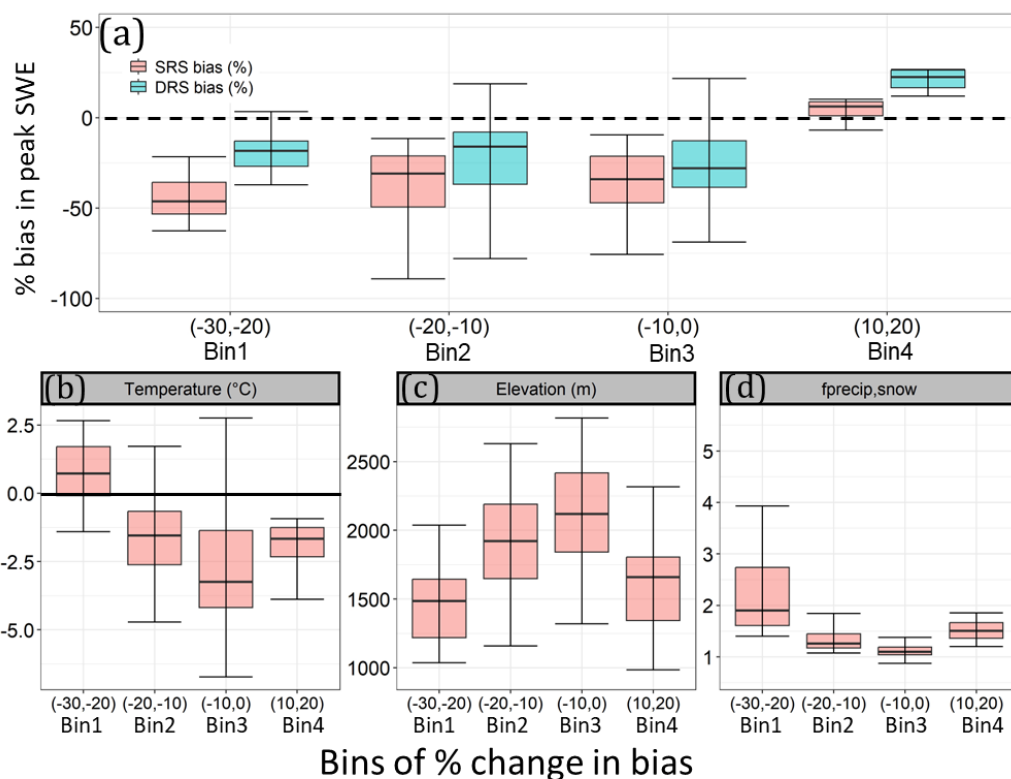 (a)
SRS bias (%)
DRS bias (%)
% bias in peak SWE
50
0
-50
-100
(-30,-20) (-20,-10) (-10,0) (10,20)
Bin1 Bin2 Bin3 Bin4
(b) Temperature (°C)
2.5
0.0
-2.5
-5.0
(-30,-20) (-20,-10) (-10,0) (10,20)
Bin1 Bin2 Bin3 Bin4
(c) Elevation (m)
2500
2000
1500
1000
(-30,-20) (-20,-10) (-10,0) (10,20)
Bin1 Bin2 Bin3 Bin4
(d) fprecip,snow
5
4
3
2
1
(-30,-20) (-20,-10) (-10,0) (10,20)
Bin1 Bin2 Bin3 Bin4
Bins of % change in bias